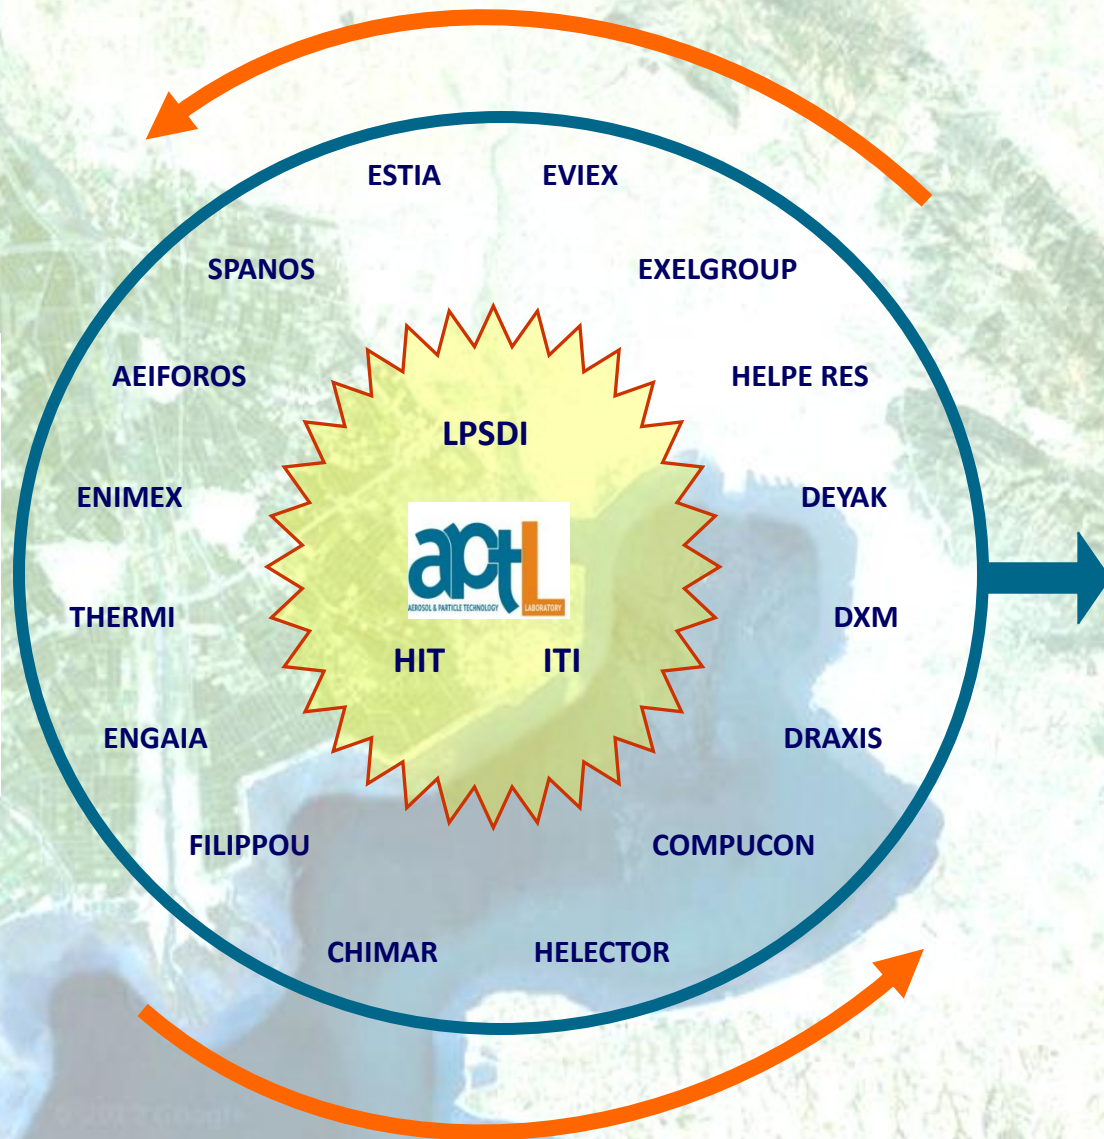 ESTIA EVIEX
SPANOS EXELGROUP
AEIFOROS HELPE RES
LPSDI
ENIMEX DEYAK
aptL
AEROSOL & PARTICLE TECHNOLOGY LABORATORY
THERMI DXM
HIT ITI
ENGAIA DRAXIS
FILIPPOU COMPUCON
CHIMAR HELECTOR